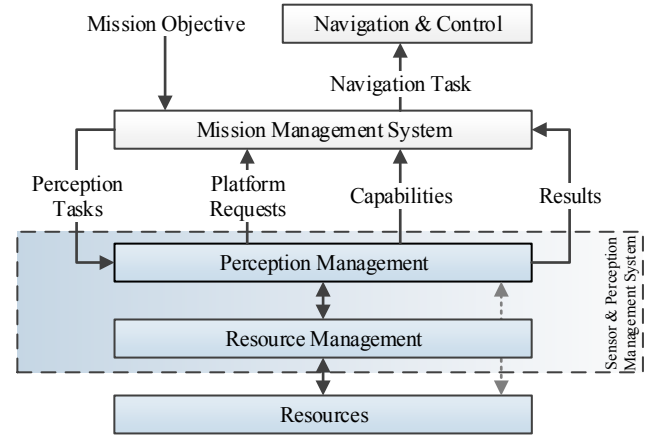 Mission Objective
Navigation & Control
Navigation Task
Mission Management System
Perception
Tasks
Platform
Requests
Capabilities
Results
Perception Management
Sensor & Perception
Management System
Resource Management
Resources